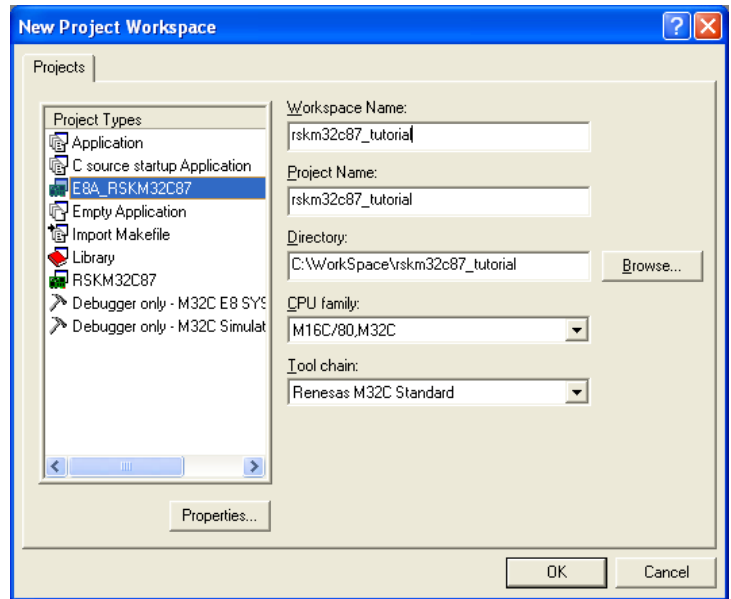 New Project Workspace
Projects
Project Types
Application
C source startup Application
E8A_RSKM32C87
Empty Application
Import Makefile
Library
RSKM32C87
Debugger only - M32C E8 SYS
Debugger only - M32C Simulat
Properties...
Workspace Name:
rskm32c87_tutorial
Project Name:
rskm32c87_tutorial
Directory:
C:\WorkSpace\rskm32c87_tutorial
Browse...
CPU family:
M16C/80,M32C
Tool chain:
Renesas M32C Standard
OK
Cancel